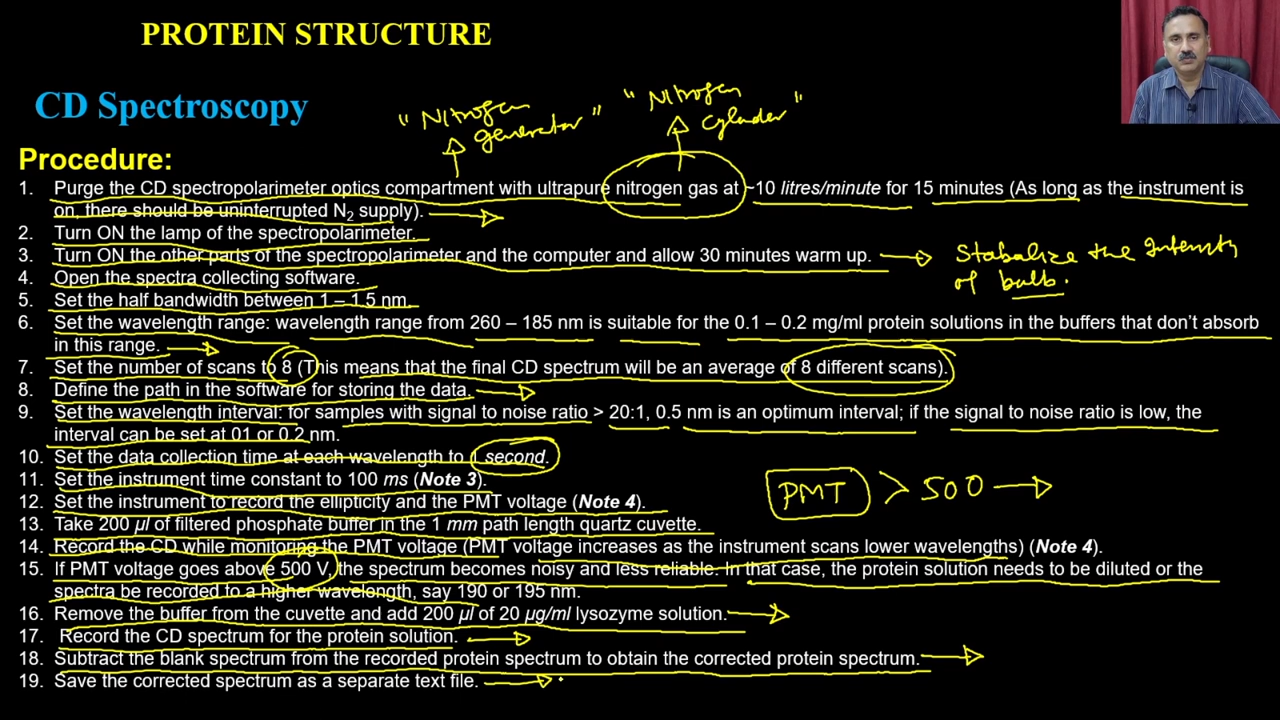 PROTEIN STRUCTURE
CD Spectroscopy
"Nitrogen generator"
"Nitrogen Cylinder"
Procedure:
1. Purge the CD spectropolarimeter optics compartment with ultrapure nitrogen gas at ~10 litres/minute for 15 minutes (As long as the instrument is
on, there should be uninterrupted N₂ supply).
2. Turn ON the lamp of the spectropolarimeter.
3. Turn ON the other parts of the spectropolarimeter and the computer and allow 30 minutes warm up.
Stabalize the Intensity
of bulb.
4. Open the spectra collecting software.
5. Set the half bandwidth between 1 – 1.5 nm.
6. Set the wavelength range: wavelength range from 260 – 185 nm is suitable for the 0.1 – 0.2 mg/ml protein solutions in the buffers that don't absorb
in this range.
7. Set the number of scans to 8 (This means that the final CD spectrum will be an average of 8 different scans).
8. Define the path in the software for storing the data.
9. Set the wavelength interval: for samples with signal to noise ratio > 20:1, 0.5 nm is an optimum interval; if the signal to noise ratio is low, the
interval can be set at 01 or 0.2 nm.
10. Set the data collection time at each wavelength to 1 second.
11. Set the instrument time constant to 100 ms (Note 3).
PMT > 500
12. Set the instrument to record the ellipticity and the PMT voltage (Note 4).
13. Take 200 µl of filtered phosphate buffer in the 1 mm path length quartz cuvette.
14. Record the CD while monitoring the PMT voltage (PMT voltage increases as the instrument scans lower wavelengths) (Note 4).
15. If PMT voltage goes above 500 V, the spectrum becomes noisy and less reliable. In that case, the protein solution needs to be diluted or the
spectra be recorded to a higher wavelength, say 190 or 195 nm.
16. Remove the buffer from the cuvette and add 200 µl of 20 µg/ml lysozyme solution.
17. Record the CD spectrum for the protein solution.
18. Subtract the blank spectrum from the recorded protein spectrum to obtain the corrected protein spectrum.
19. Save the corrected spectrum as a separate text file.